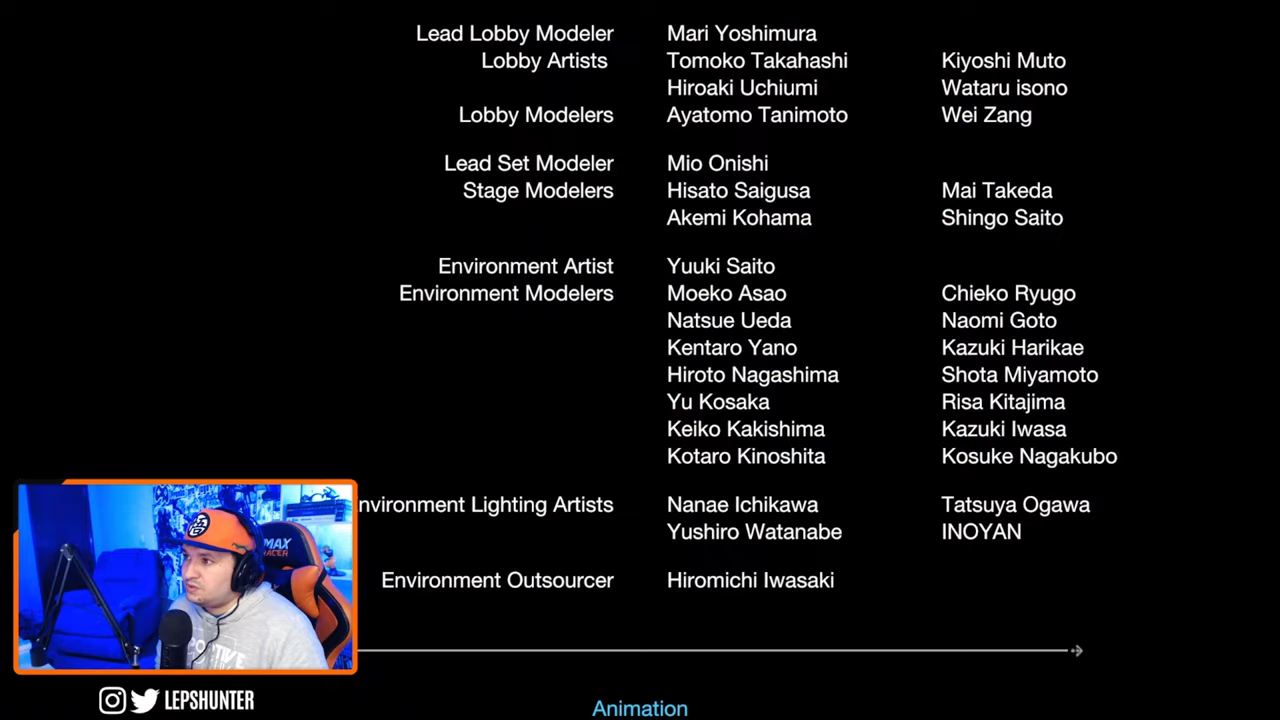 Lead Lobby Modeler Mari Yoshimura
Lobby Artists Tomoko Takahashi Kiyoshi Muto
Hiroaki Uchiumi Wataru isono
Lobby Modelers Ayatomo Tanimoto Wei Zang
Lead Set Modeler Mio Onishi
Stage Modelers Hisato Saigusa Mai Takeda
Akemi Kohama Shingo Saito
Environment Artist Yuuki Saito
Environment Modelers Moeko Asao Chieko Ryugo
Natsue Ueda Naomi Goto
Kentaro Yano Kazuki Harikae
Hiroto Nagashima Shota Miyamoto
Yu Kosaka Risa Kitajima
Keiko Kakishima Kazuki Iwasa
Kotaro Kinoshita Kosuke Nagakubo
nvironment Lighting Artists Nanae Ichikawa Tatsuya Ogawa
Yushiro Watanabe INOYAN
Environment Outsourcer Hiromichi Iwasaki
LEPSHUNTER
Animation